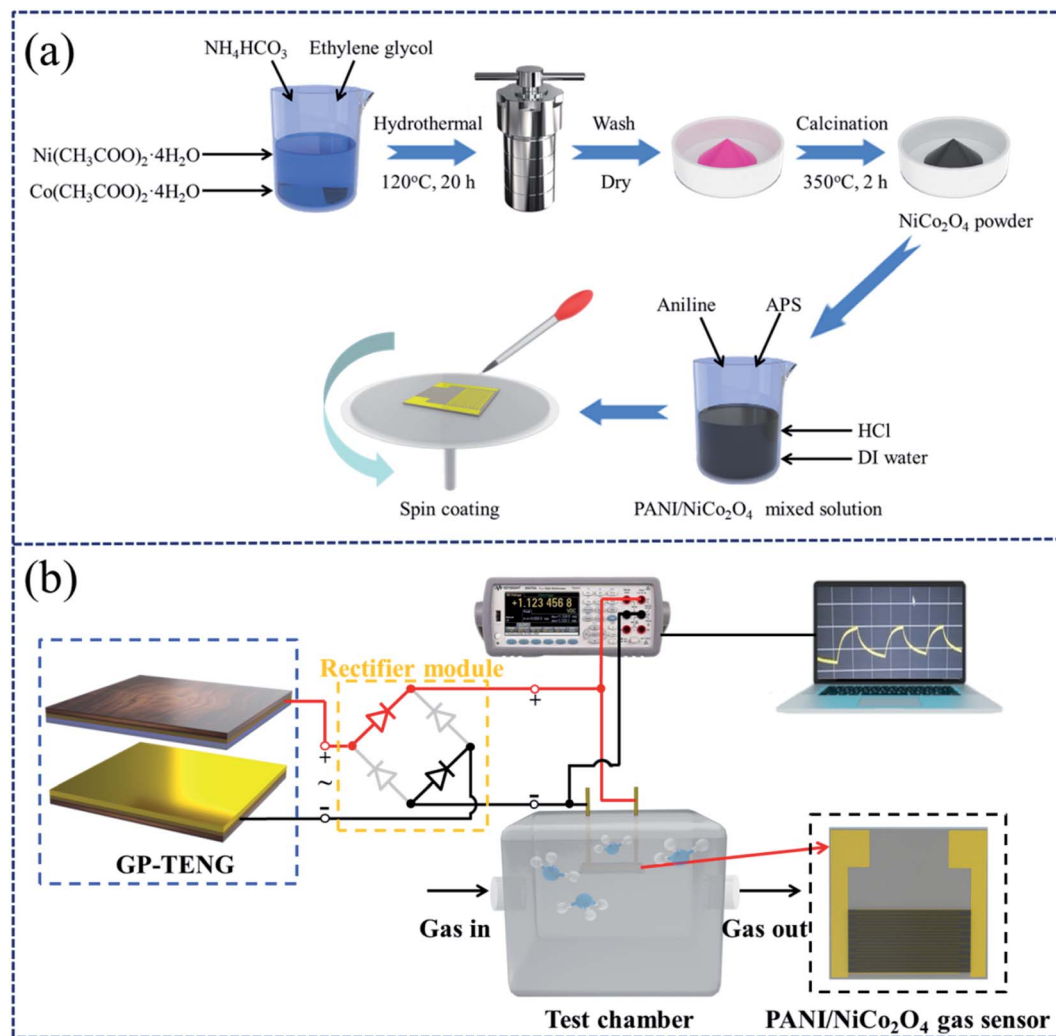 (a)
NH₄HCO₃ Ethylene glycol
Ni(CH₃COO)₂·4H₂O
Co(CH₃COO)₂·4H₂O
Hydrothermal
120°C, 20 h
Wash
Dry
Calcination
350°C, 2 h
NiCo₂O₄ powder
Aniline APS
HCl
DI water
Spin coating
PANI/NiCo₂O₄ mixed solution
(b)
+1.123 456 8
Rectifier module
+
+
~
-
-
GP-TENG
Gas in
Gas out
Test chamber
PANI/NiCo₂O₄ gas sensor